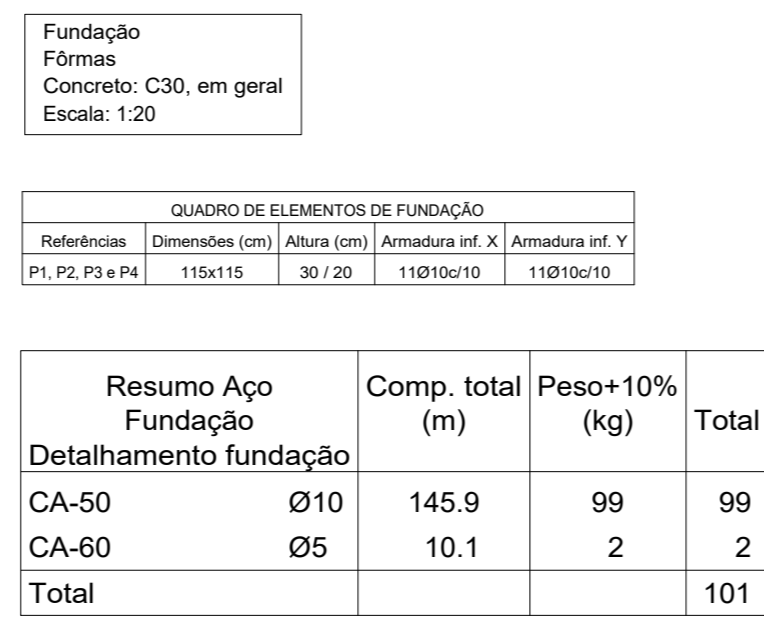 Fundação
Fôrmas
Concreto: C30, em geral
Escala: 1:20
QUADRO DE ELEMENTOS DE FUNDAÇÃO
Referências Dimensões (cm) Altura (cm) Armadura inf. X Armadura inf. Y
P1, P2, P3 e P4 115x115 30 / 20 11Ø10c/10 11Ø10c/10
Resumo Aço Comp. total Peso+10%
Fundação (m) (kg) Total
Detalhamento fundação
CA-50 Ø10 145.9 99 99
CA-60 Ø5 10.1 2 2
Total 101